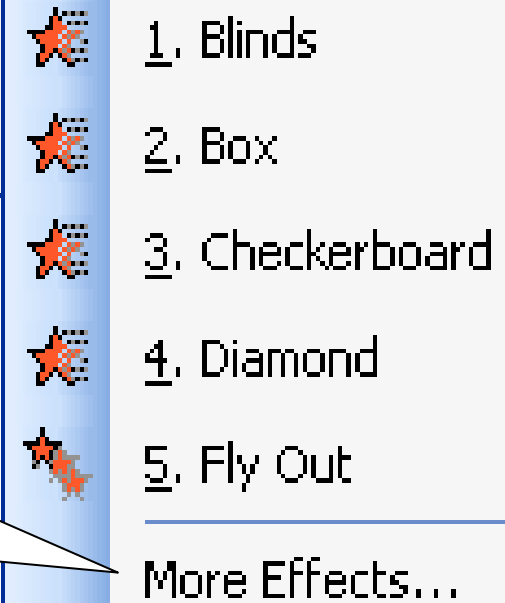 1. Blinds
2. Box
3. Checkerboard
4. Diamond
5. Fly Out
More Effects...